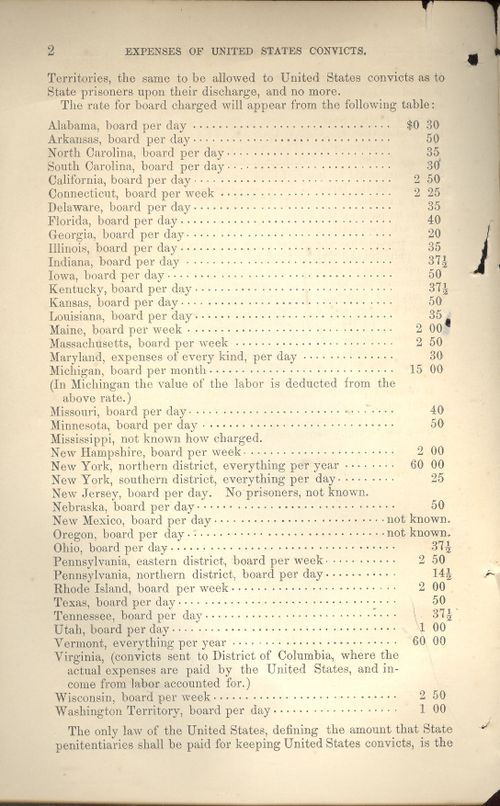 2 EXPENSES OF UNITED STATES CONVICTS.
Territories, the same to be allowed to United States convicts as to
State prisoners upon their discharge, and no more.
The rate for board charged will appear from the following table:
Alabama, board per day $0 30
Arkansas, board per day 50
North Carolina, board per day 35
South Carolina, board per day 30
California, board per day 2 50
Connecticut, board per week 2 25
Delaware, board per day 35
Florida, board per day 40
Georgia, board per day 20
Illinois, board per day 35
Indiana, board per day 37½
Iowa, board per day 50
Kentucky, board per day 37½
Kansas, board per day 50
Louisiana, board per day 35
Maine, board per week 2 00
Massachusetts, board per week 2 50
Maryland, expenses of every kind, per day 30
Michigan, board per month 15 00
(In Michingan the value of the labor is deducted from the
above rate.)
Missouri, board per day 40
Minnesota, board per day 50
Mississippi, not known how charged.
New Hampshire, board per week 2 00
New York, northern district, everything per year 60 00
New York, southern district, everything per day 25
New Jersey, board per day. No prisoners, not known.
Nebraska, board per day 50
New Mexico, board per day not known.
Oregon, board per day not known.
Ohio, board per day 37½
Pennsylvania, eastern district, board per week 2 50
Pennsylvania, northern district, board per day 14½
Rhode Island, board per week 2 00
Texas, board per day 50
Tennessee, board per day 37½
Utah, board per day 1 00
Vermont, everything per year 60 00
Virginia, (convicts sent to District of Columbia, where the
actual expenses are paid by the United States, and in-
come from labor accounted for.)
Wisconsin, board per week 2 50
Washington Territory, board per day 1 00
The only law of the United States, defining the amount that State
penitentiaries shall be paid for keeping United States convicts, is the